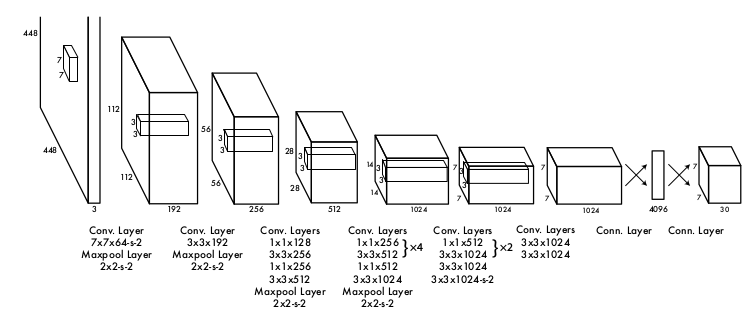 448
7
7
448
3
112
3
3
112
192
56
3
3
56
256
28
3
3
28
512
14
3
3
14
1024
7
3
3
7
1024
7
7
1024
4096
7
7
30
Conv. Layer
7x7x64-s-2
Maxpool Layer
2x2-s-2
Conv. Layer
3x3x192
Maxpool Layer
2x2-s-2
Conv. Layers
1x1x128
3x3x256
1x1x256
3x3x512
Maxpool Layer
2x2-s-2
Conv. Layers
1x1x256
3x3x512 }×4
1x1x512
3x3x1024
Maxpool Layer
2x2-s-2
Conv. Layers
1x1x512
3x3x1024 }×2
3x3x1024
3x3x1024-s-2
Conv. Layers
3x3x1024
3x3x1024
Conn. Layer
Conn. Layer